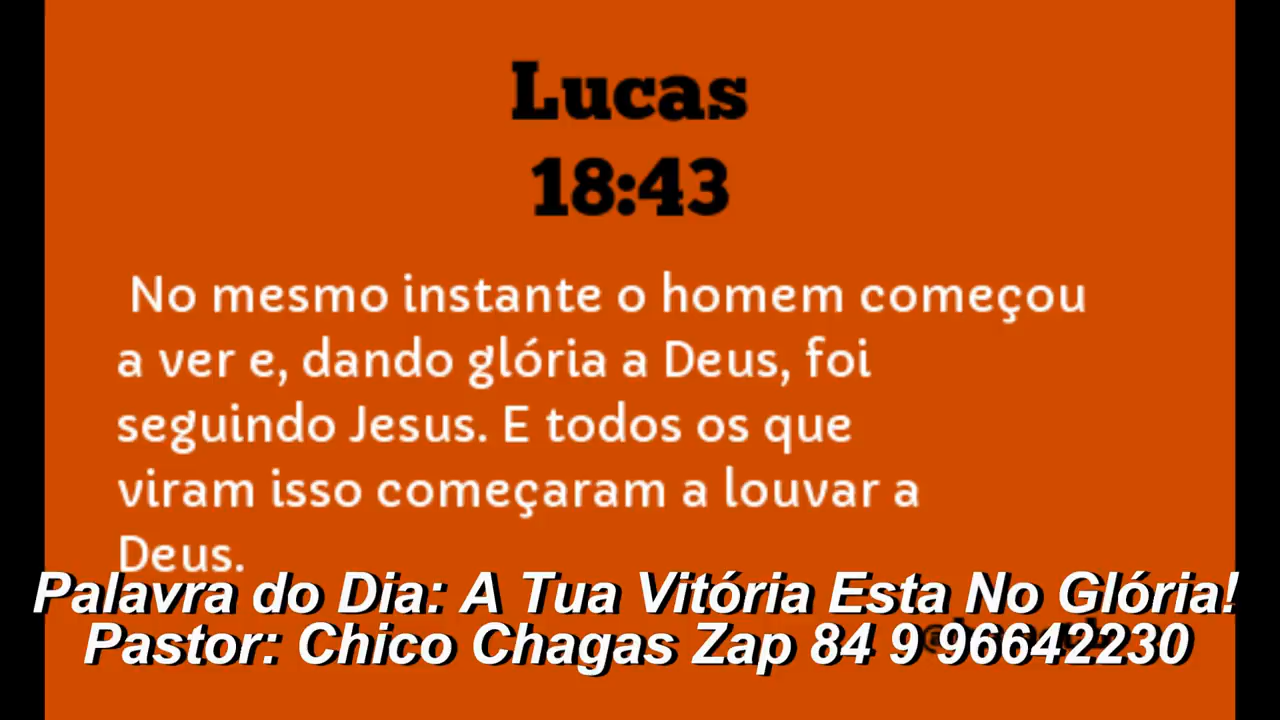 Lucas
18:43
No mesmo instante o homem começou
a ver e, dando glória a Deus, foi
seguindo Jesus. E todos os que
viram isso começaram a louvar a
Deus.
Palavra do Dia: A Tua Vitória Esta No Glória!
Pastor: Chico Chagas Zap 84 9 96642230